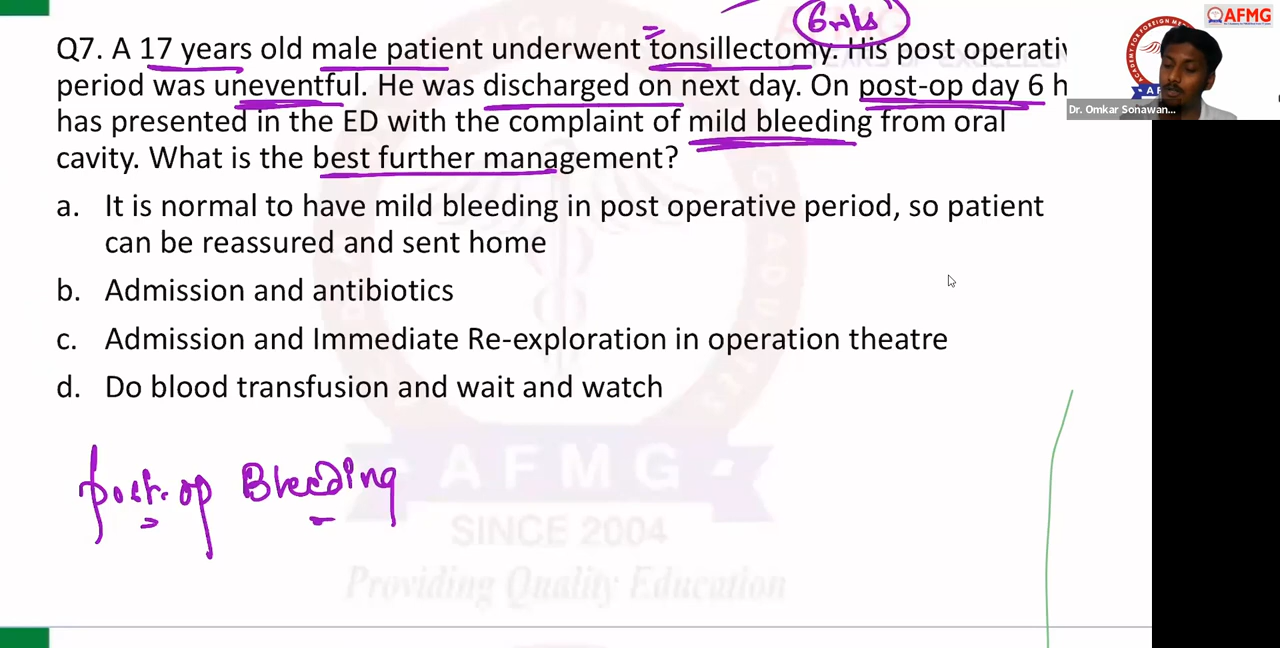 6 wks
AFMG
Q7. A 17 years old male patient underwent tonsillectomy. His post operativ
period was uneventful. He was discharged on next day. On post-op day 6 h
Dr. Omkar Sonawan...
has presented in the ED with the complaint of mild bleeding from oral
cavity. What is the best further management?
a. It is normal to have mild bleeding in post operative period, so patient
can be reassured and sent home
b. Admission and antibiotics
c. Admission and Immediate Re-exploration in operation theatre
d. Do blood transfusion and wait and watch
post-op Bleeding
AFMG
SINCE 2004
Providing Quality Education